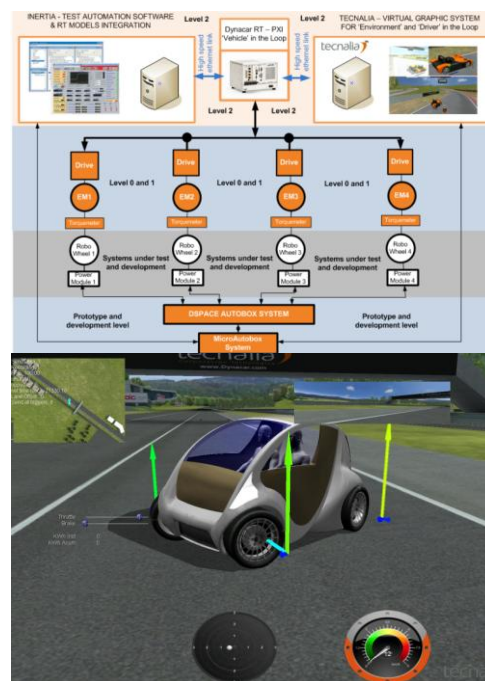 INERTIA - TEST AUTOMATION SOFTWARE
& RT MODELS INTEGRATION
Level 2
Dynacar RT – PXI
'Vehicle' in the Loop
Level 2
TECNALIA – VIRTUAL GRAPHIC SYSTEM
FOR 'Environment' and 'Driver' in the Loop
High speed
ethernet link
High speed
ethernet link
tecnalia
Level 2
Level 2
Drive
Drive
Drive
Drive
Level 0 and 1
Level 0 and 1
Level 0 and 1
EM1
EM2
EM3
EM4
Torquemeter
Torquemeter
Torquemeter
Torquemeter
Robo
Wheel 1
Robo
Wheel 2
Robo
Wheel 3
Robo
Wheel 4
Systems under test
and development
Systems under test
and development
Systems under test
and development
Power
Module 1
Power
Module 2
Power
Module 3
Power
Module 4
Prototype and
development level
DSPACE AUTOBOX SYSTEM
Prototype and
development level
MicroAutobox
System
tecnalia
www.dynacar.com
Throttle
Brake
tecno